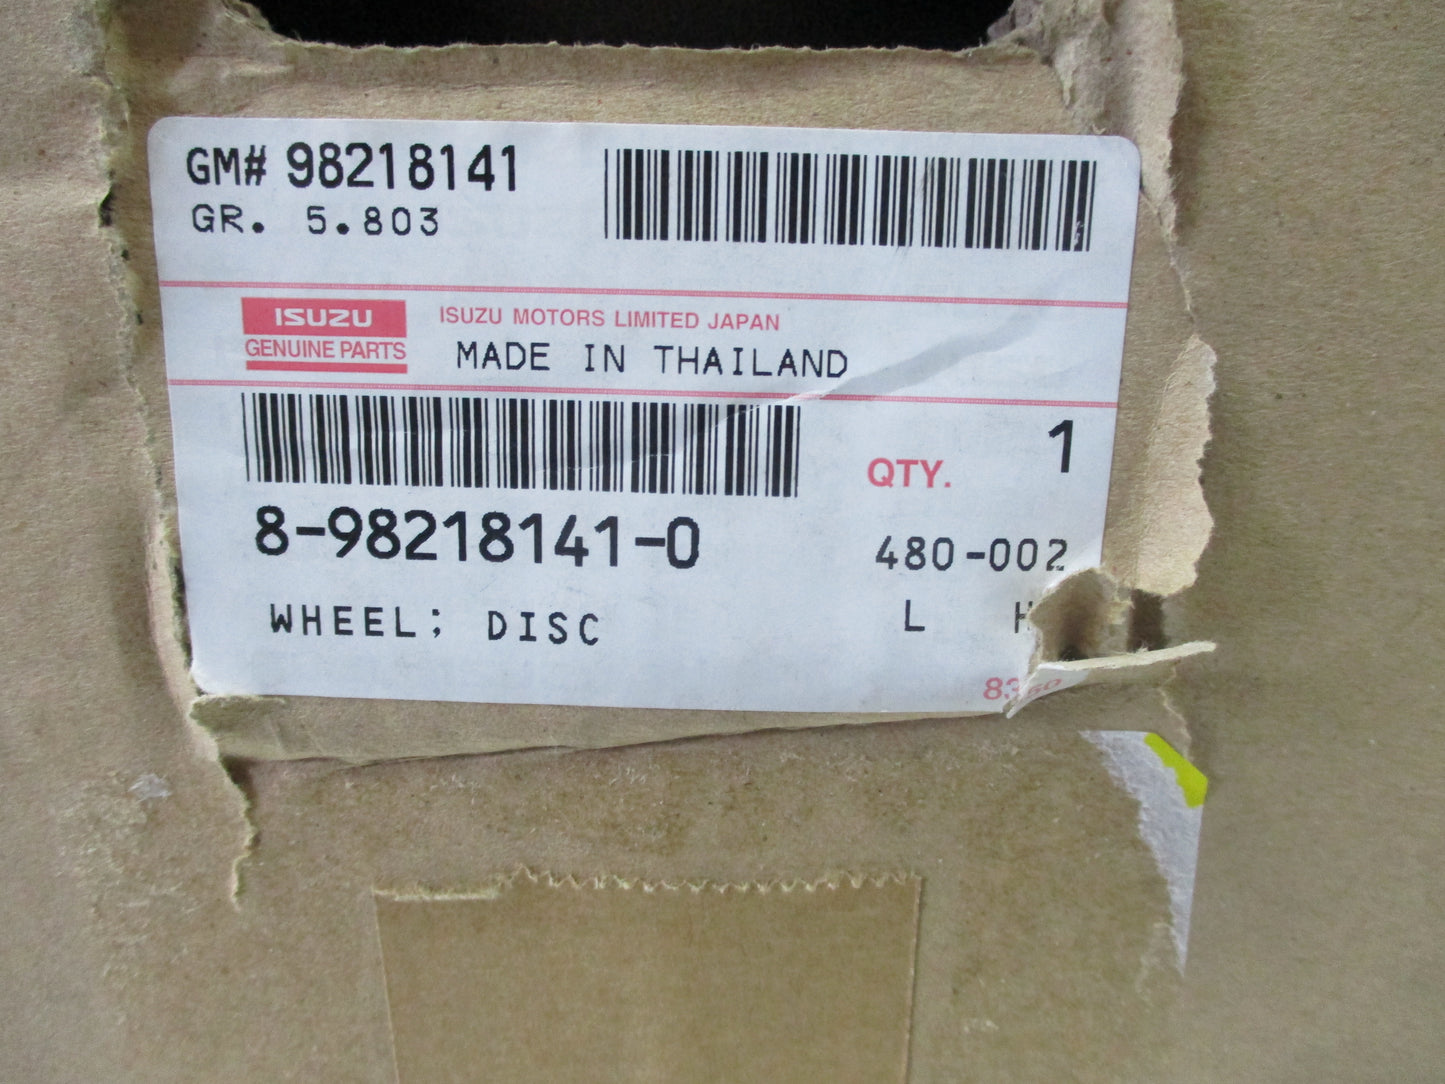 GM# 98218141
GR. 5.803
ISUZU
GENUINE PARTS
ISUZU MOTORS LIMITED JAPAN
MADE IN THAILAND
QTY. 1
8-98218141-0
480-002
WHEEL; DISC
L H